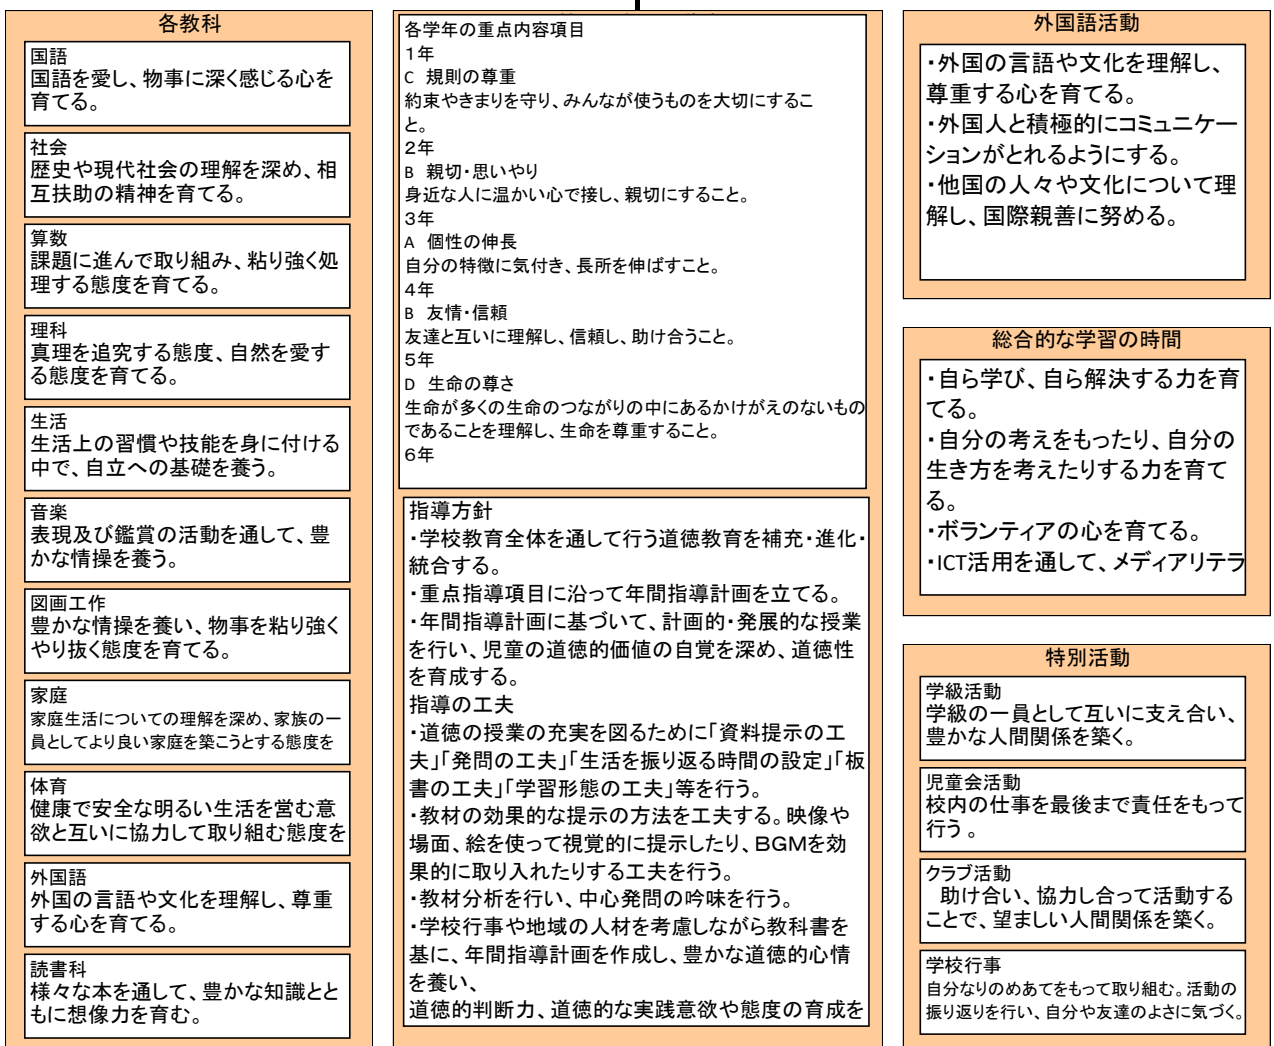 各教科
国語
国語を愛し、物事に深く感じる心を
育てる。
社会
歴史や現代社会の理解を深め、相
互扶助の精神を育てる。
算数
課題に進んで取り組み、粘り強く処
理する態度を育てる。
理科
真理を追究する態度、自然を愛す
る態度を育てる。
生活
生活上の習慣や技能を身に付ける
中で、自立への基礎を養う。
音楽
表現及び鑑賞の活動を通して、豊
かな情操を養う。
図画工作
豊かな情操を養い、物事を粘り強く
やり抜く態度を育てる。
家庭
家庭生活についての理解を深め、家族の一
員としてより良い家庭を築こうとする態度を
体育
健康で安全な明るい生活を営む意
欲と互いに協力して取り組む態度を
外国語
外国の言語や文化を理解し、尊重
する心を育てる。
読書科
様々な本を通して、豊かな知識とと
もに想像力を育む。
各学年の重点内容項目
1年
C 規則の尊重
約束やきまりを守り、みんなが使うものを大切にするこ
と。
2年
B 親切・思いやり
身近な人に温かい心で接し、親切にすること。
3年
A 個性の伸長
自分の特徴に気付き、長所を伸ばすこと。
4年
B 友情・信頼
友達と互いに理解し、信頼し、助け合うこと。
5年
D 生命の尊さ
生命が多くの生命のつながりの中にあるかけがえのないもの
であることを理解し、生命を尊重すること。
6年
指導方針
・学校教育全体を通して行う道徳教育を補充・進化・
統合する。
・重点指導項目に沿って年間指導計画を立てる。
・年間指導計画に基づいて、計画的・発展的な授業
を行い、児童の道徳的価値の自覚を深め、道徳性
を育成する。
指導の工夫
・道徳の授業の充実を図るために「資料提示の工
夫」「発問の工夫」「生活を振り返る時間の設定」「板
書の工夫」「学習形態の工夫」等を行う。
・教材の効果的な提示の方法を工夫する。映像や
場面、絵を使って視覚的に提示したり、BGMを効
果的に取り入れたりする工夫を行う。
・教材分析を行い、中心発問の吟味を行う。
・学校行事や地域の人材を考慮しながら教科書を
基に、年間指導計画を作成し、豊かな道徳的心情
を養い、
道徳的判断力、道徳的な実践意欲や態度の育成を
外国語活動
・外国の言語や文化を理解し、
尊重する心を育てる。
・外国人と積極的にコミュニケー
ションがとれるようにする。
・他国の人々や文化について理
解し、国際親善に努める。
総合的な学習の時間
・自ら学び、自ら解決する力を育
てる。
・自分の考えをもったり、自分の
生き方を考えたりする力を育て
る。
・ボランティアの心を育てる。
・ICT活用を通して、メディアリテラ
特別活動
学級活動
学級の一員として互いに支え合い、
豊かな人間関係を築く。
児童会活動
校内の仕事を最後まで責任をもって
行う 。
クラブ活動
助け合い、協力し合って活動する
ことで、望ましい人間関係を築く。
学校行事
自分なりのめあてをもって取り組む。活動の
振り返りを行い、自分や友達のよさに気づく。